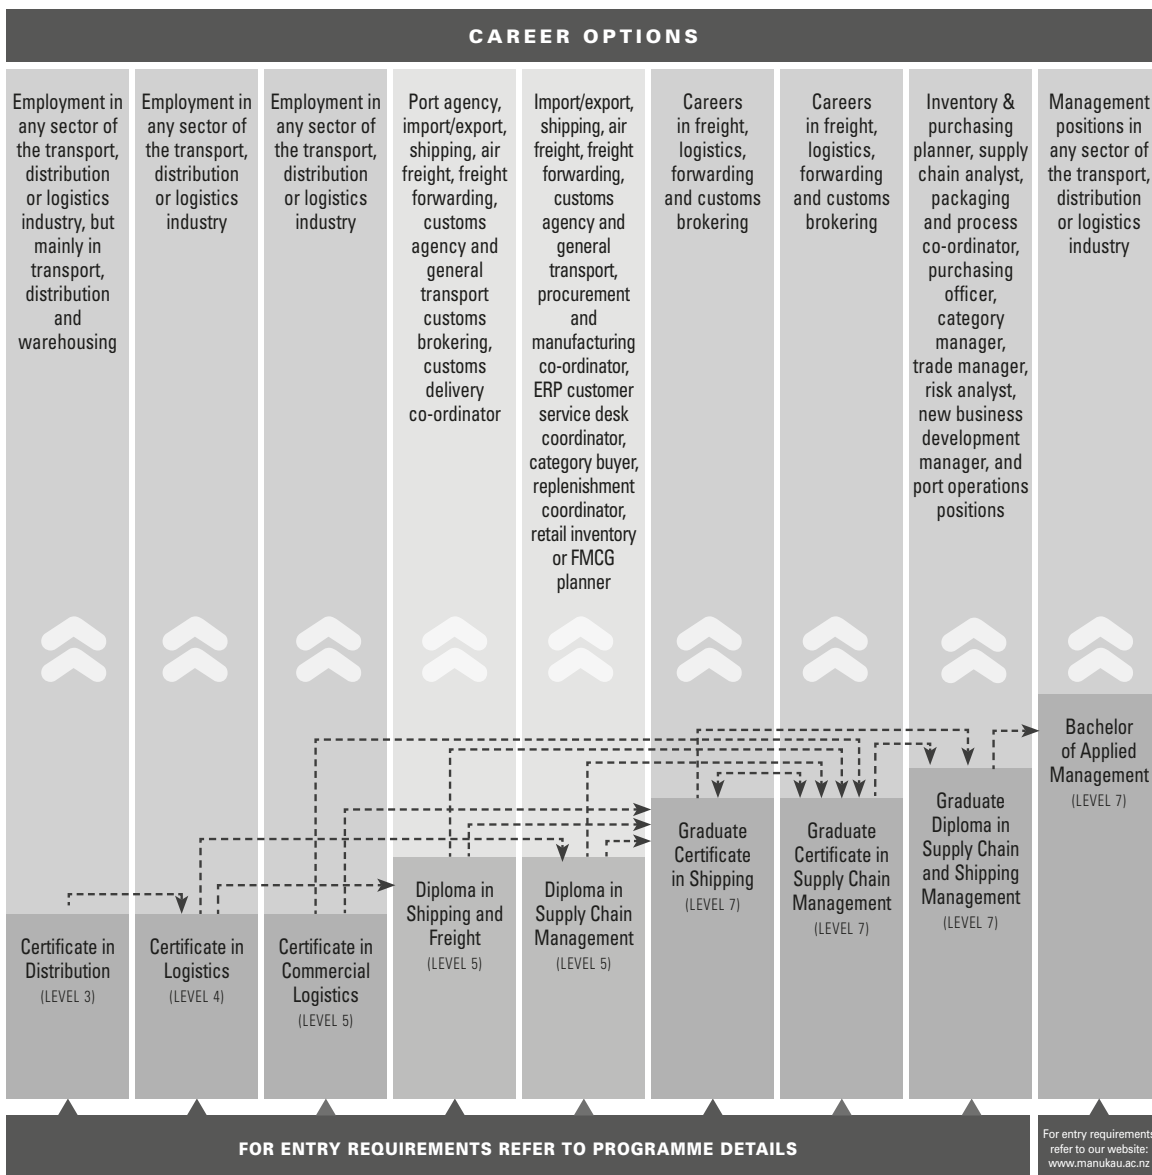 CAREER OPTIONS
Employment in
any sector of
the transport,
distribution
or logistics
industry, but
mainly in
transport,
distribution
and
warehousing
Employment in
any sector of
the transport,
distribution
or logistics
industry
Employment in
any sector of
the transport,
distribution
or logistics
industry
Port agency,
import/export,
shipping, air
freight, freight
forwarding,
customs
agency and
general
transport
customs
brokering,
customs
delivery
co-ordinator
Import/export,
shipping, air
freight, freight
forwarding,
customs
agency and
general
transport,
procurement
and
manufacturing
co-ordinator,
ERP customer
service desk
coordinator,
category buyer,
replenishment
coordinator,
retail inventory
or FMCG
planner
Careers
in freight,
logistics,
forwarding
and customs
brokering
Careers
in freight,
logistics,
forwarding
and customs
brokering
Inventory &
purchasing
planner, supply
chain analyst,
packaging
and process
co-ordinator,
purchasing
officer,
category
manager,
trade manager,
risk analyst,
new business
development
manager, and
port operations
positions
Management
positions in
any sector of
the transport,
distribution
or logistics
industry
Certificate in
Distribution
(LEVEL 3)
Certificate in
Logistics
(LEVEL 4)
Certificate in
Commercial
Logistics
(LEVEL 5)
Diploma in
Shipping and
Freight
(LEVEL 5)
Diploma in
Supply Chain
Management
(LEVEL 5)
Graduate
Certificate
in Shipping
(LEVEL 7)
Graduate
Certificate in
Supply Chain
Management
(LEVEL 7)
Graduate
Diploma in
Supply Chain
and Shipping
Management
(LEVEL 7)
Bachelor
of Applied
Management
(LEVEL 7)
FOR ENTRY REQUIREMENTS REFER TO PROGRAMME DETAILS
For entry requirements
refer to our website:
www.manukau.ac.nz